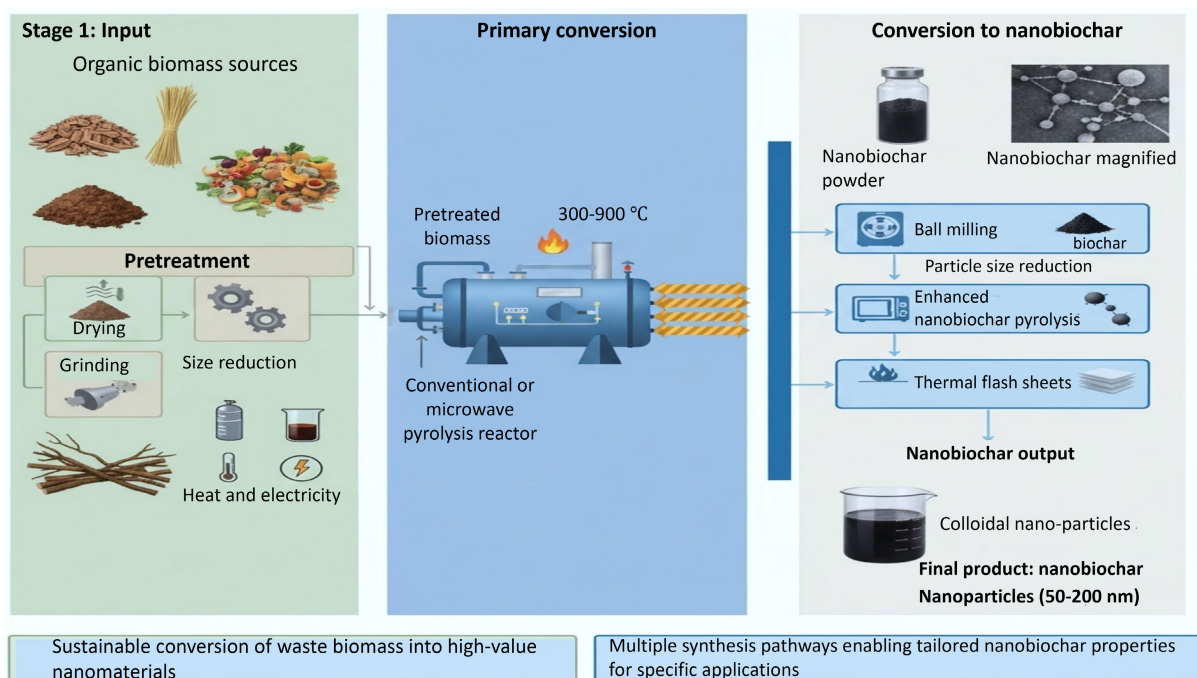 Stage 1: Input
Organic biomass sources
Pretreatment
Drying
Grinding
Size reduction
Heat and electricity
Primary conversion
Pretreated
biomass
300-900 ℃
Conventional or
microwave
pyrolysis reactor
Conversion to nanobiochar
Nanobiochar
powder
Nanobiochar magnified
Ball milling
biochar
Particle size reduction
Enhanced
nanobiochar pyrolysis
Thermal flash sheets
Nanobiochar output
Colloidal nano-particles
Final product: nanobiochar
Nanoparticles (50-200 nm)
Sustainable conversion of waste biomass into high-value
nanomaterials
Multiple synthesis pathways enabling tailored nanobiochar properties
for specific applications